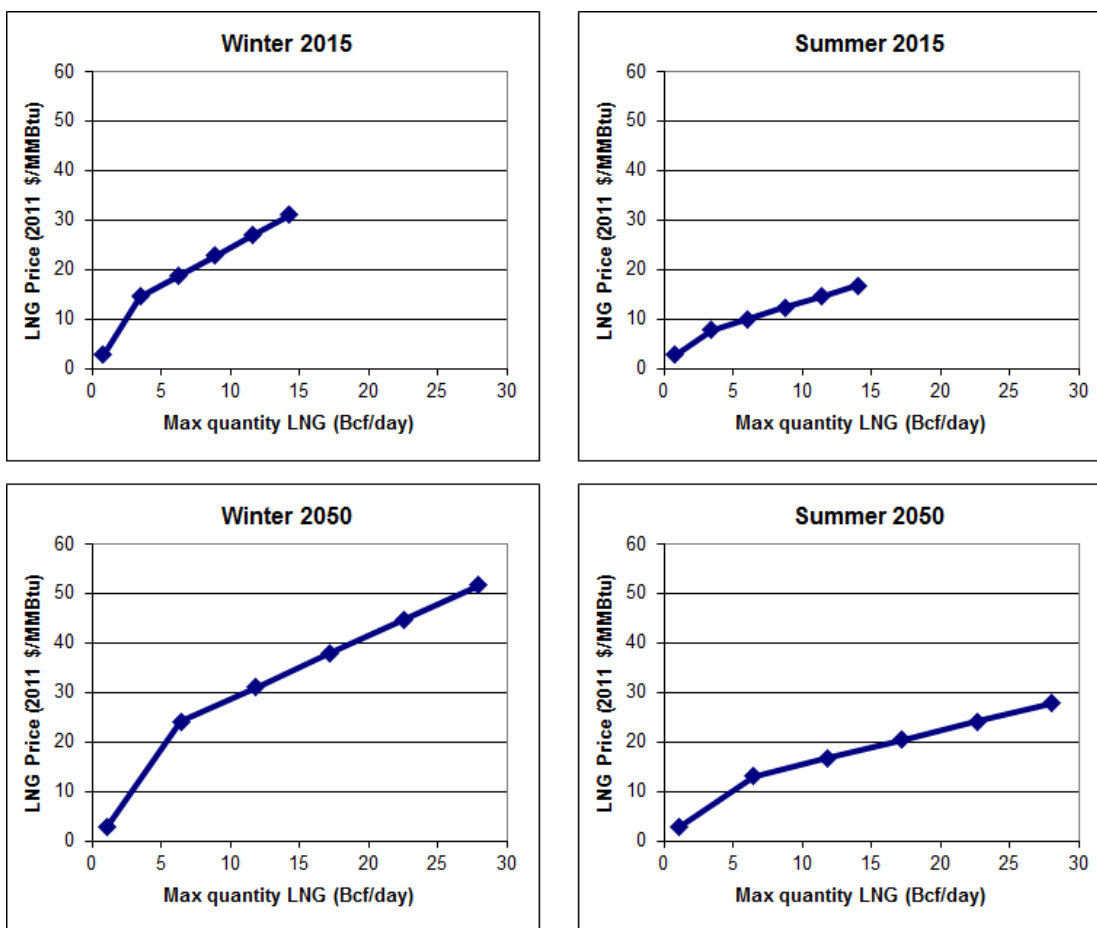 Winter 2015
LNG Price (2011 $/MMBtu)
60
50
40
30
20
10
0
0 5 10 15 20 25 30
Max quantity LNG (Bcf/day)
Summer 2015
LNG Price (2011 $/MMBtu)
60
50
40
30
20
10
0
0 5 10 15 20 25 30
Max quantity LNG (Bcf/day)
Winter 2050
LNG Price (2011 $/MMBtu)
60
50
40
30
20
10
0
0 5 10 15 20 25 30
Max quantity LNG (Bcf/day)
Summer 2050
LNG Price (2011 $/MMBtu)
60
50
40
30
20
10
0
0 5 10 15 20 25 30
Max quantity LNG (Bcf/day)